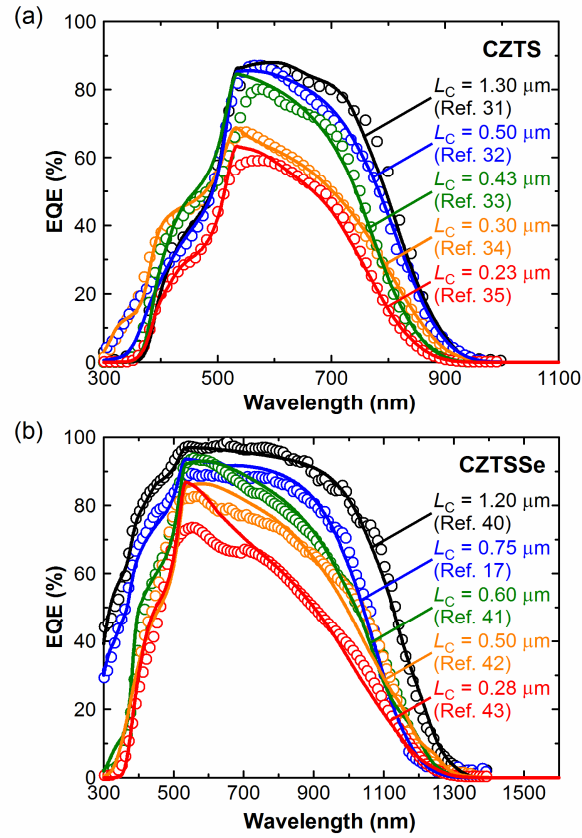 (a)
CZTS
100
80
60
40
20
0
EQE (%)
L_C = 1.30 μm
(Ref. 31)
L_C = 0.50 μm
(Ref. 32)
L_C = 0.43 μm
(Ref. 33)
L_C = 0.30 μm
(Ref. 34)
L_C = 0.23 μm
(Ref. 35)
300 500 700 900 1100
Wavelength (nm)
(b)
CZTSSe
100
80
60
40
20
0
EQE (%)
L_C = 1.20 μm
(Ref. 40)
L_C = 0.75 μm
(Ref. 17)
L_C = 0.60 μm
(Ref. 41)
L_C = 0.50 μm
(Ref. 42)
L_C = 0.28 μm
(Ref. 43)
300 500 700 900 1100 1300 1500
Wavelength (nm)